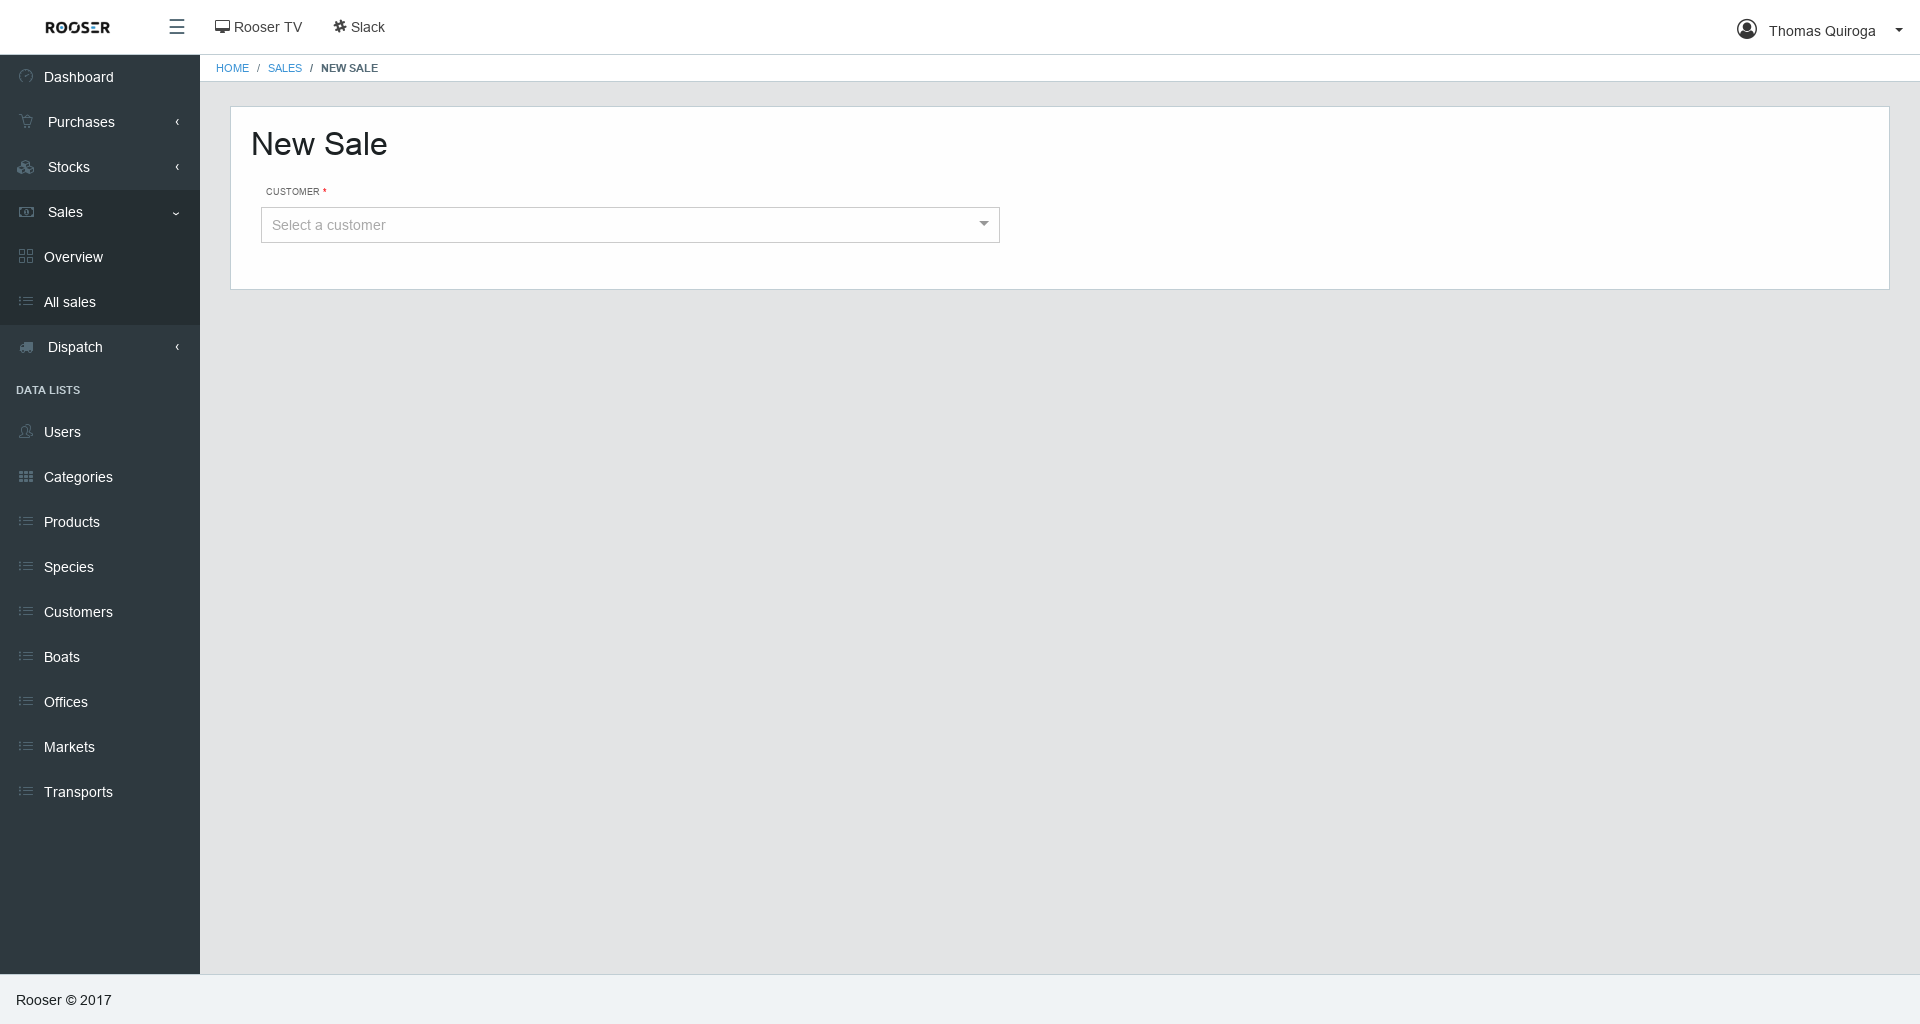 ROOSER
Rooser TV
Slack
Thomas Quiroga
HOME / SALES / NEW SALE
Dashboard
Purchases
Stocks
Sales
Overview
All sales
Dispatch
DATA LISTS
Users
Categories
Products
Species
Customers
Boats
Offices
Markets
Transports
New Sale
CUSTOMER *
Select a customer
Rooser © 2017